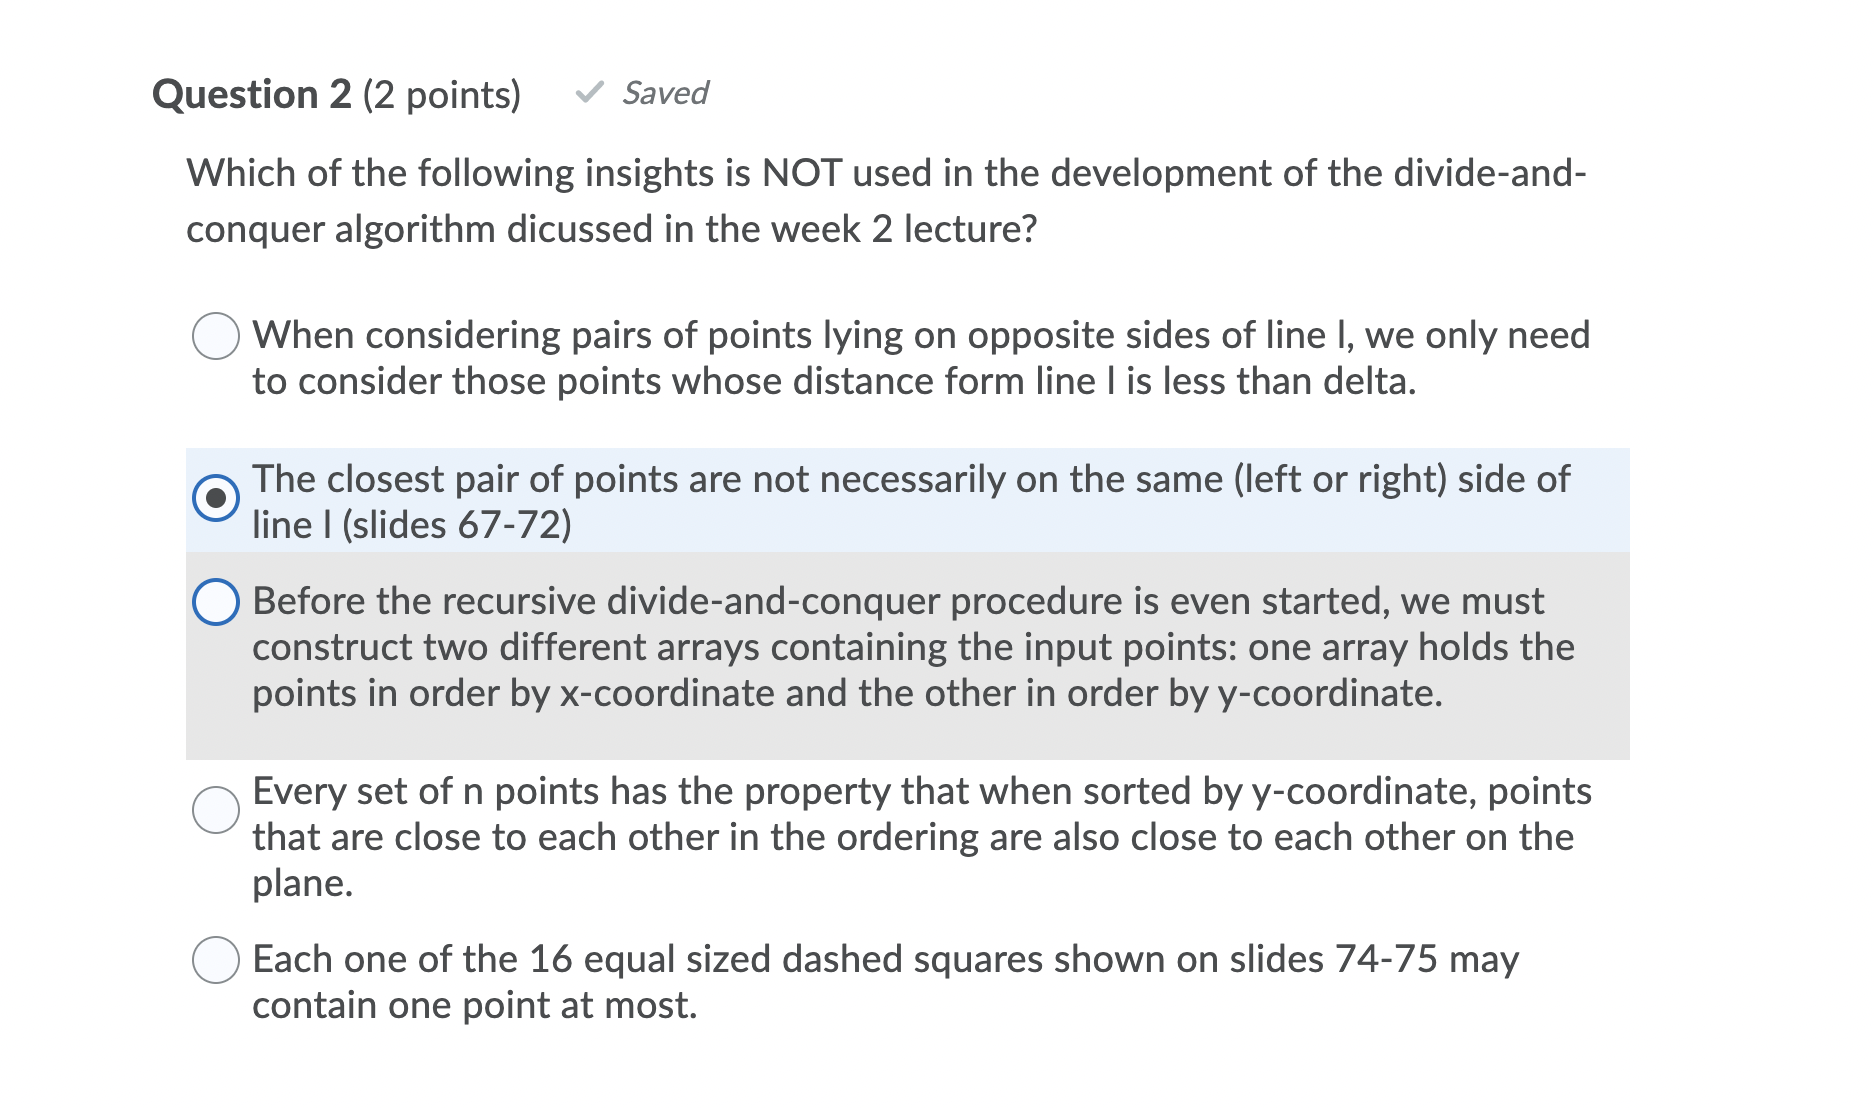 Question 2 (2 points) ✓ Saved
Which of the following insights is NOT used in the development of the divide-and-
conquer algorithm dicussed in the week 2 lecture?
When considering pairs of points lying on opposite sides of line l, we only need
to consider those points whose distance form line l is less than delta.
The closest pair of points are not necessarily on the same (left or right) side of
line l (slides 67-72)
Before the recursive divide-and-conquer procedure is even started, we must
construct two different arrays containing the input points: one array holds the
points in order by x-coordinate and the other in order by y-coordinate.
Every set of n points has the property that when sorted by y-coordinate, points
that are close to each other in the ordering are also close to each other on the
plane.
Each one of the 16 equal sized dashed squares shown on slides 74-75 may
contain one point at most.